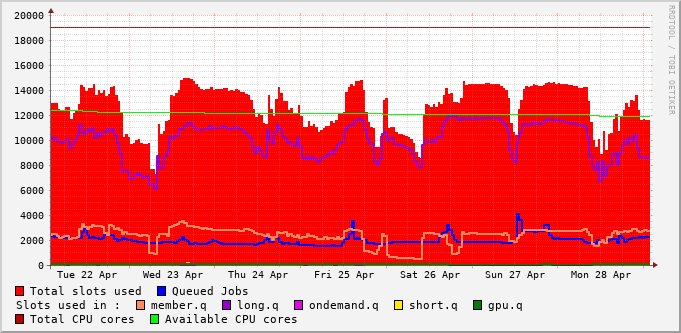 20000
18000
16000
14000
12000
10000
8000
6000
4000
2000
0
Tue 22 Apr Wed 23 Apr Thu 24 Apr Fri 25 Apr Sat 26 Apr Sun 27 Apr Mon 28 Apr
Total slots used Queued Jobs
Slots used in : member.q long.q ondemand.q short.q gpu.q
Total CPU cores Available CPU cores
RRDTOOL / TOBI OETIKER